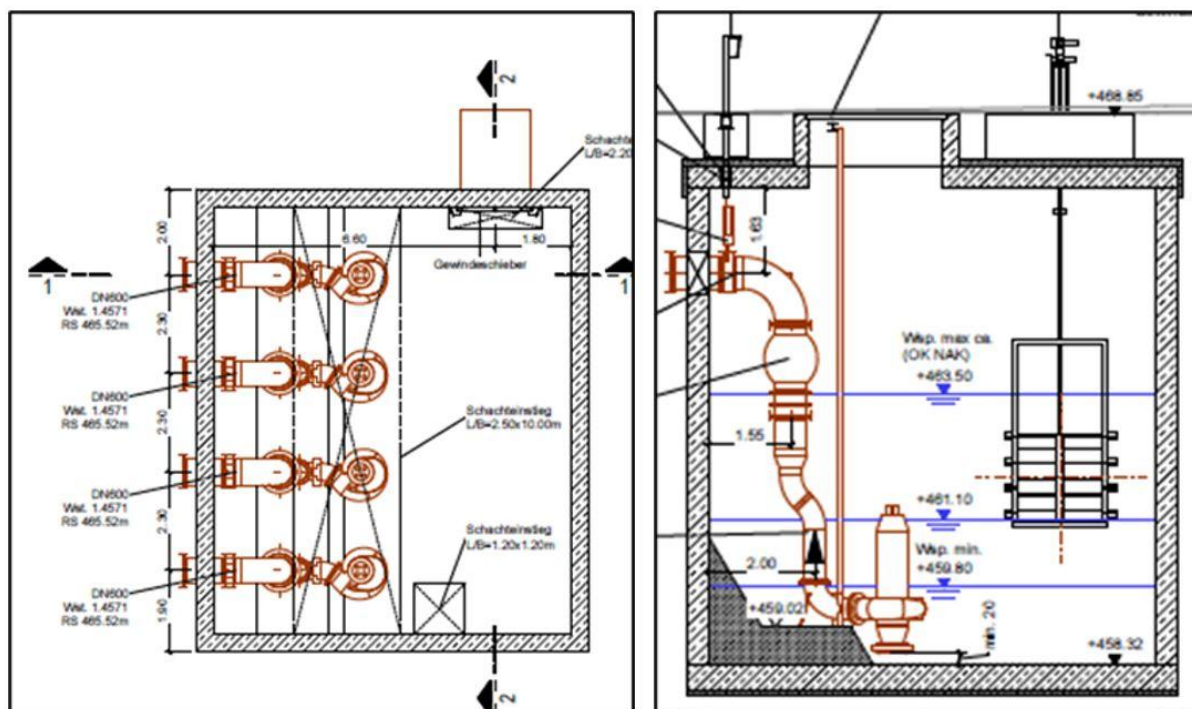 2
Schachte
L/B=2.20
2.00
6.60
1.80
Gewindeschieber
1
1
DN600
Wst. 1.4571
RS 465.52m
2.30
DN600
Wst. 1.4571
RS 465.52m
2.30
Schachteinstieg
L/B=2.50x10.00m
DN600
Wst. 1.4571
RS 465.52m
2.30
Schachteinstieg
L/B=1.20x1.20m
DN600
Wst. 1.4571
RS 465.52m
1.90
2
+468.85
1.63
Wsp. max ca.
(OK NAK)
+463.50
1.55
+461.10
Wsp. min.
2.00
+459.80
+459.02
min. 20
+458.32